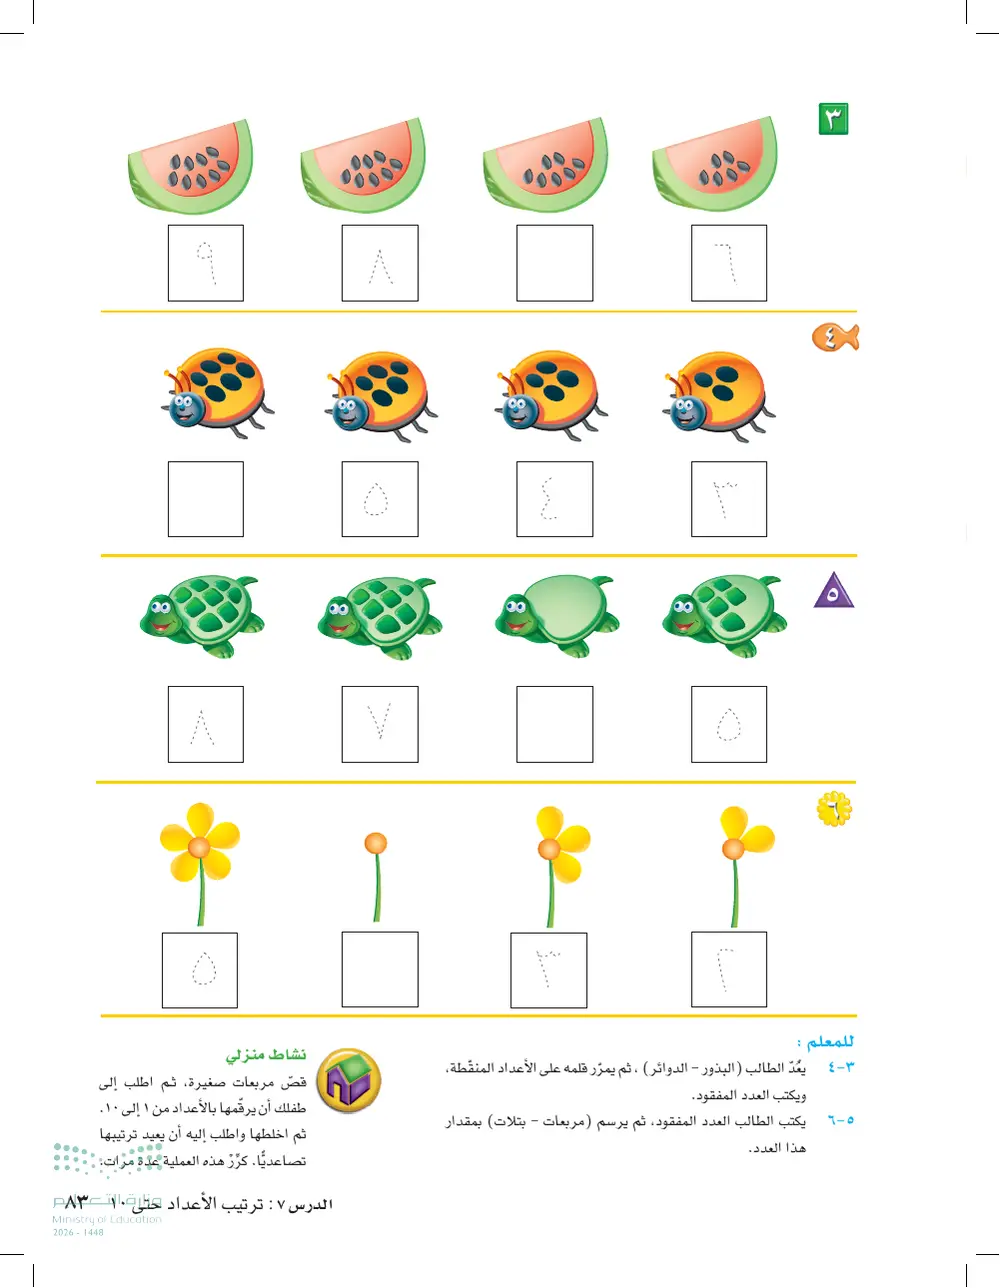 ٣
٦ ٨ ٩
٤
٣ ٤ ٥
٥
٥ ٧ ٨
٦
٢ ٣ ٥
للمعلم :
٣-٤ يعُدّ الطالب (البذور - الدوائر) ، ثم يمرّر قلمه على الأعداد المنقّطة،
ويكتب العدد المفقود.
٥-٦ يكتب الطالب العدد المفقود، ثم يرسم (مربعات - بتلات) بمقدار
هذا العدد.
نشاط منزلي
قصّ مربعات صغيرة، ثم اطلب إلى
طفلك أن يرقّمها بالأعداد من ١ إلى ١٠.
ثم اخلطها واطلب إليه أن يعيد ترتيبها
تصاعديًّا. كرِّرْ هذه العملية عدة مرات.
الدرس ٧ : ترتيب الأعداد حتى ١٠ ٨٣
وزارة التعليم
Ministry of Education
2026 - 1448